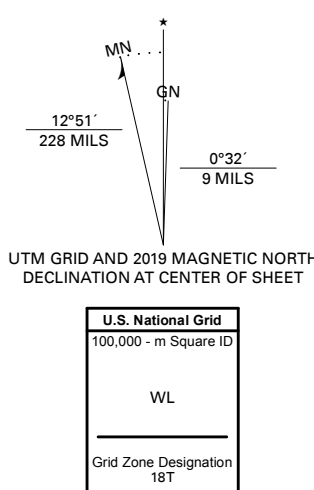 ★
MN
GN
12°51´
228 MILS
0°32´
9 MILS
UTM GRID AND 2019 MAGNETIC NORTH
DECLINATION AT CENTER OF SHEET
U.S. National Grid
100,000 - m Square ID
WL
Grid Zone Designation
18T